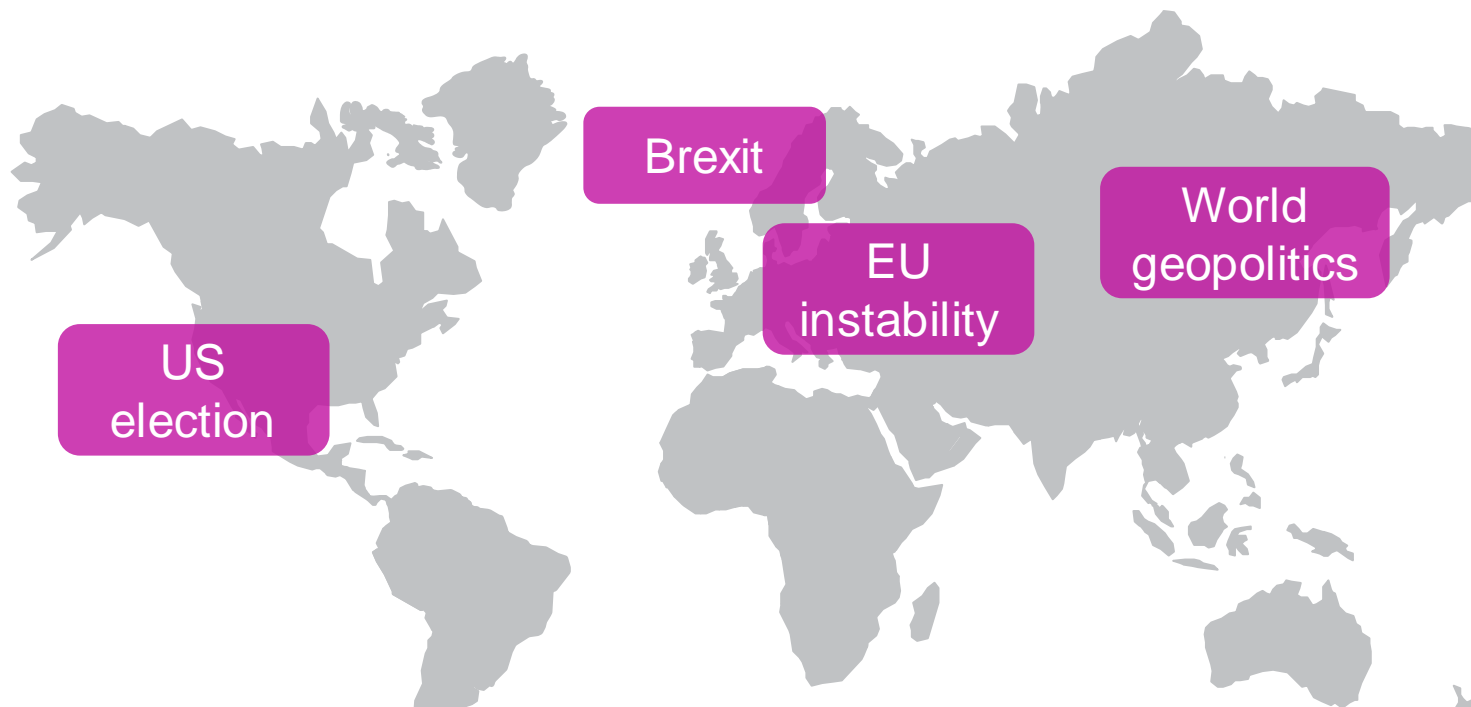 Brexit
World
geopolitics
EU
instability
US
election